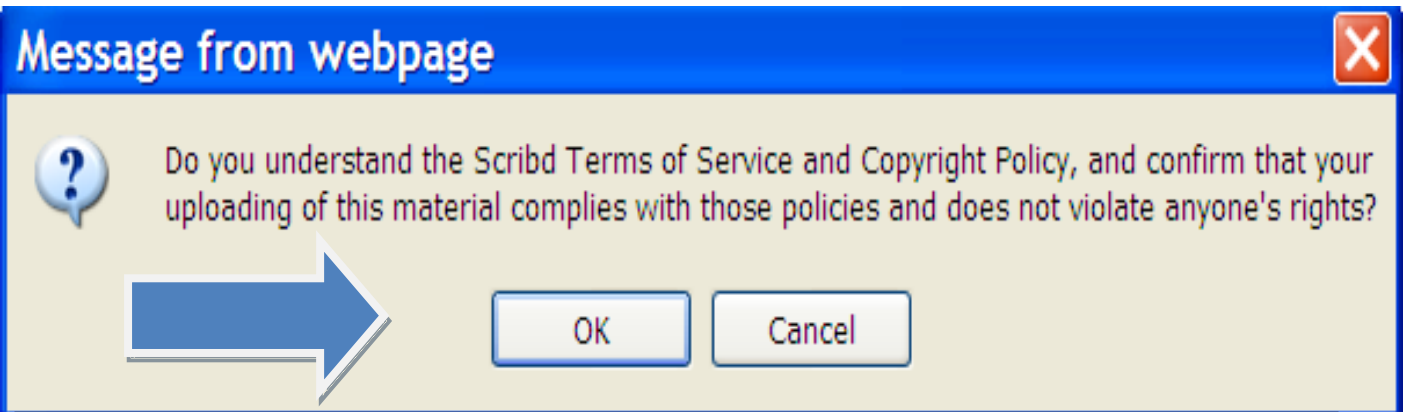 Message from webpage
Do you understand the Scribd Terms of Service and Copyright Policy, and confirm that your
uploading of this material complies with those policies and does not violate anyone's rights?
OK Cancel